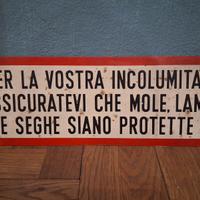 ER LA VOSTRA INCOLUMITA
SSICURATEVI CHE MOLE, LAM
E SEGHE SIANO PROTETTE